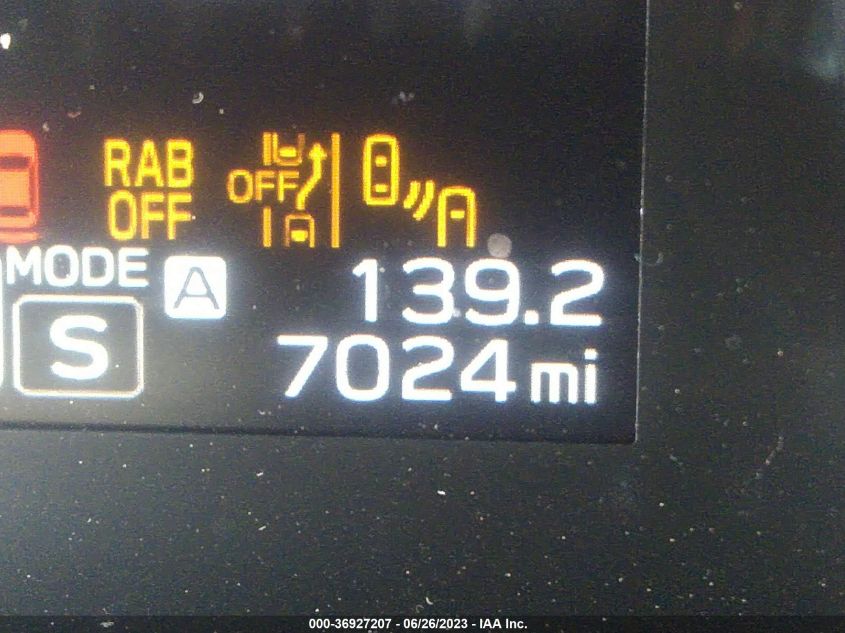 RAB
OFF
OFF
MODE A
139.2
S
7024 mi
000-36927207 - 06/26/2023 - IAA Inc.